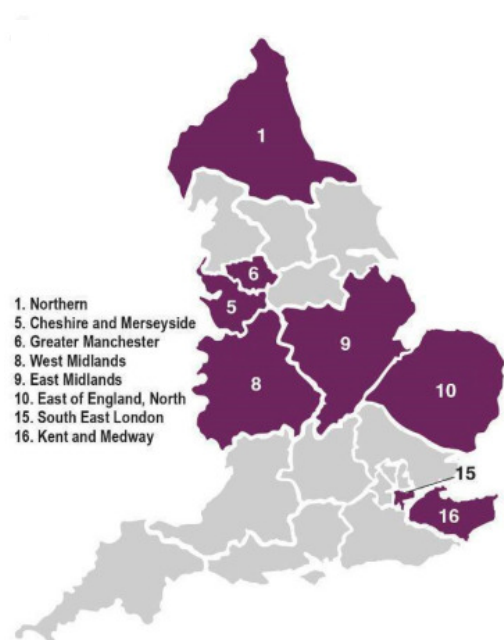 1
6
5
1. Northern
5. Cheshire and Merseyside
6. Greater Manchester
8. West Midlands
9. East Midlands
10. East of England, North
15. South East London
16. Kent and Medway
9
8
10
15
16